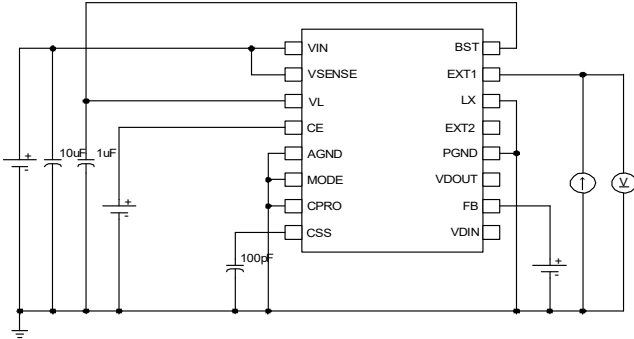 VIN
VSENSE
VL
CE
AGND
MODE
CPRO
CSS
BST
EXT1
LX
EXT2
PGND
VDOUT
FB
VDIN
+
-
10uF
1uF
+
-
100pF
+
-
V